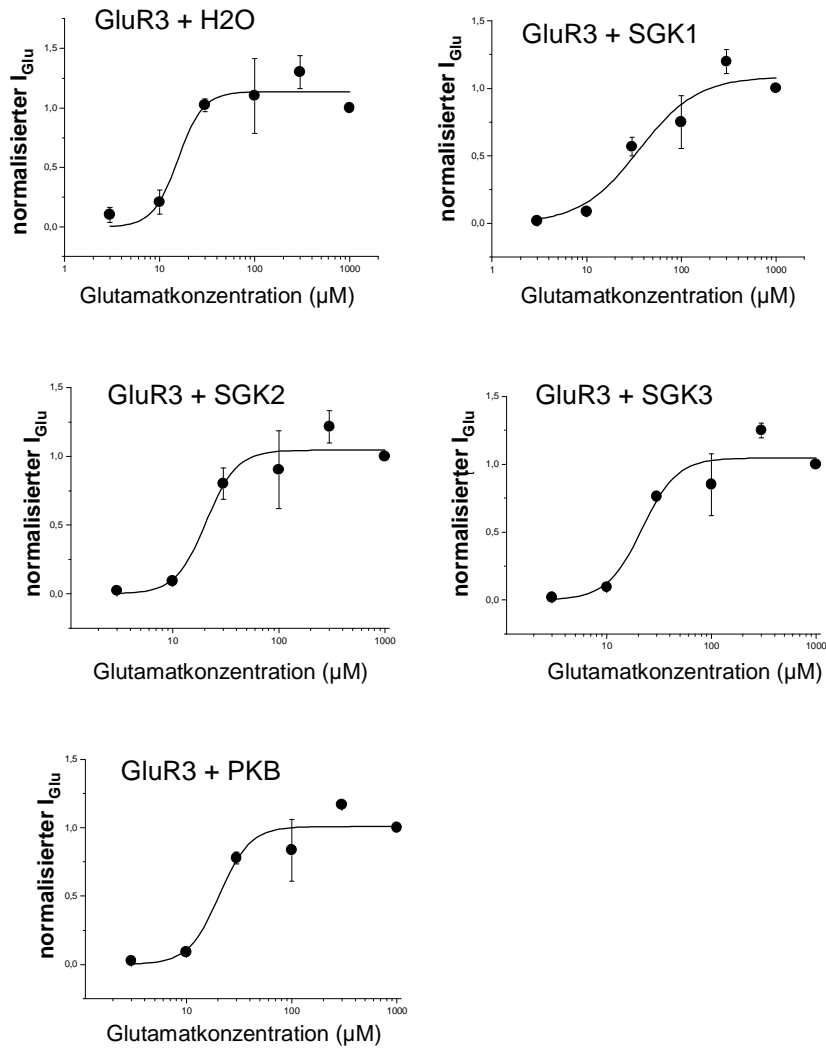 GluR3 + H2O
normalisierter I_Glu
1,5
1,0
0,5
0,0
1 10 100 1000
Glutamatkonzentration (µM)
GluR3 + SGK1
normalisierter I_Glu
1,5
1,0
0,5
0,0
1 10 100 1000
Glutamatkonzentration (µM)
GluR3 + SGK2
normalisierter I_Glu
1,5
1,0
0,5
0,0
10 100 1000
Glutamatkonzentration (µM)
GluR3 + SGK3
normalisierter I_Glu
1,5
1,0
0,5
0,0
10 100 1000
Glutamatkonzentration (µM)
GluR3 + PKB
normalisierter I_Glu
1,5
1,0
0,5
0,0
10 100 1000
Glutamatkonzentration (µM)